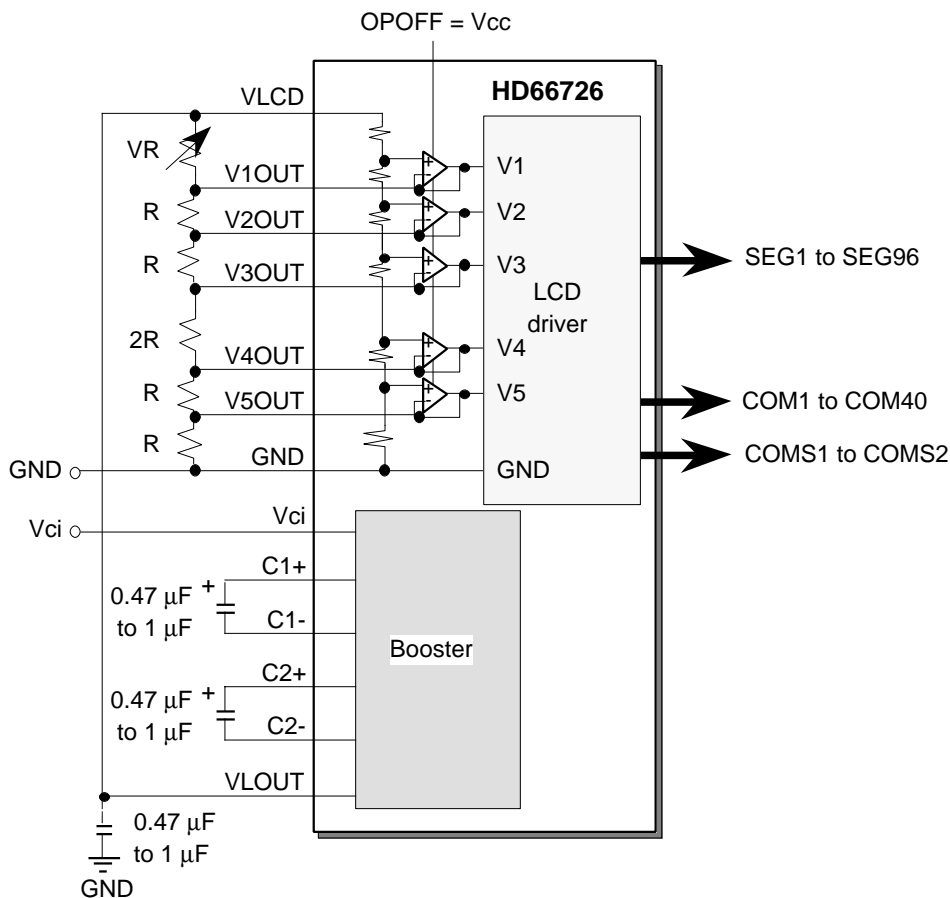 OPOFF = Vcc
HD66726
VLCD
VR
V1OUT
+
-
V1
R
V2OUT
+
-
V2
R
V3OUT
+
-
V3
SEG1 to SEG96
LCD
driver
2R
V4OUT
+
-
V4
R
V5OUT
+
-
V5
COM1 to COM40
R
GND
GND
GND
COMS1 to COMS2
Vci
Vci
C1+
0.47 μF +
to 1 μF
C1-
Booster
C2+
0.47 μF +
to 1 μF
C2-
VLOUT
0.47 μF
to 1 μF
GND